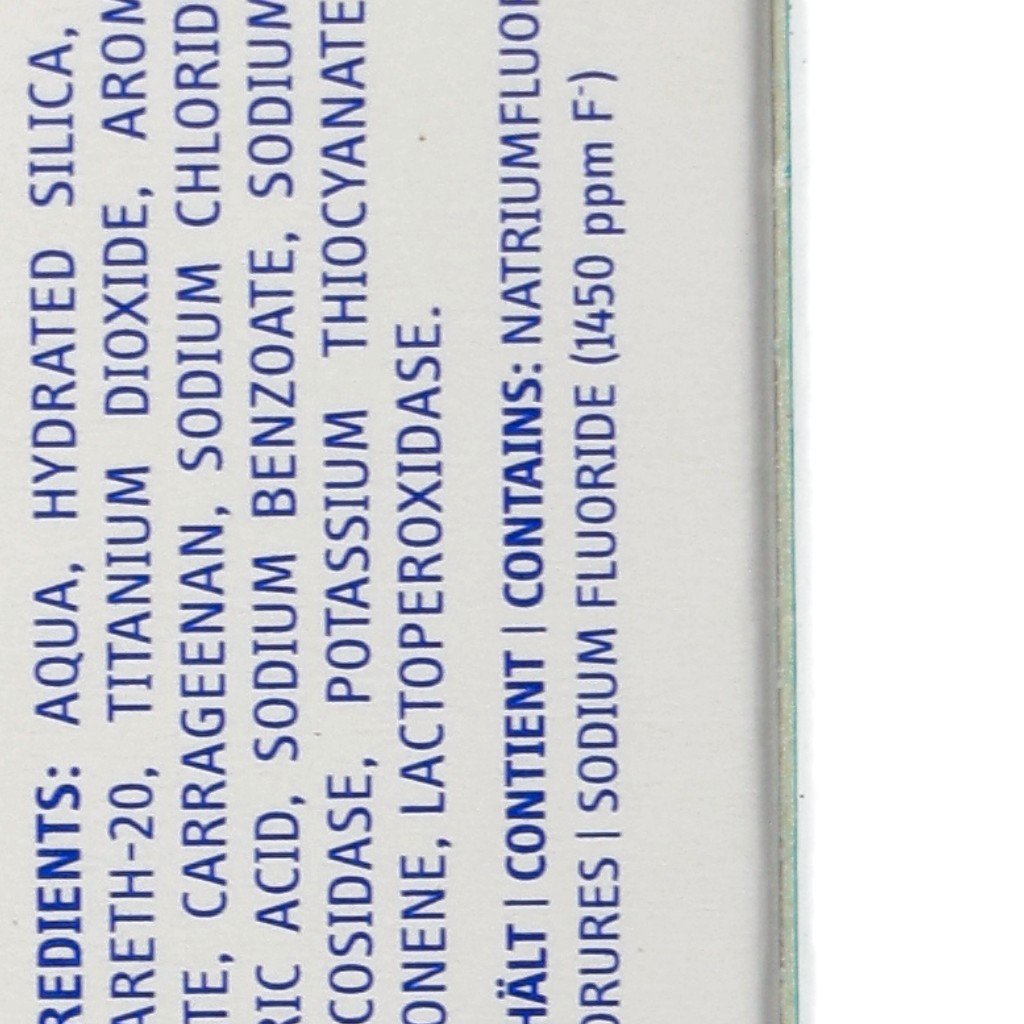 REDIENTS: AQUA, HYDRATED SILICA,
ARETH-20, TITANIUM DIOXIDE, AROM
TE, CARRAGEENAN, SODIUM CHLORID
RIC ACID, SODIUM BENZOATE, SODIUM
COSIDASE, POTASSIUM THIOCYANATE
ONENE, LACTOPEROXIDASE.
HÄLT | CONTIENT | CONTAINS: NATRIUMFLUOR
ORURES | SODIUM FLUORIDE (1450 ppm F-)